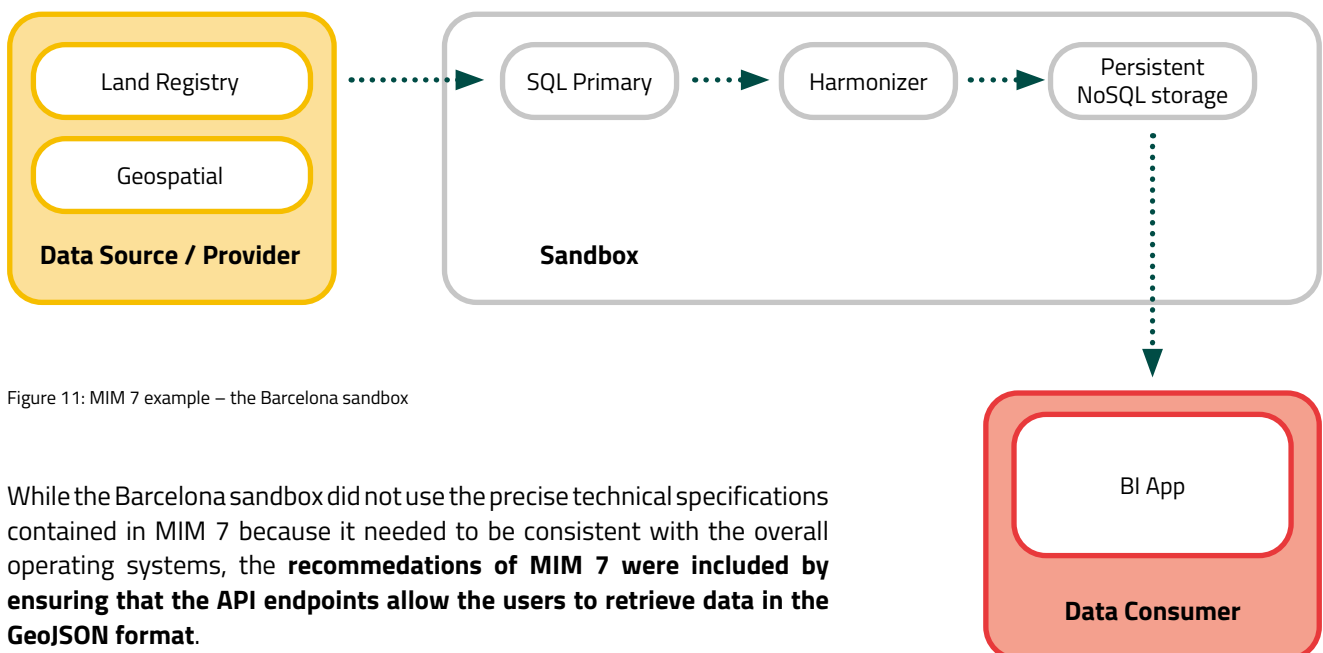 Land Registry
Geospatial
Data Source / Provider
SQL Primary
Harmonizer
Persistent
NoSQL storage
Sandbox
Figure 11: MIM 7 example – the Barcelona sandbox
While the Barcelona sandbox did not use the precise technical specifications
contained in MIM 7 because it needed to be consistent with the overall
operating systems, the recommedations of MIM 7 were included by
ensuring that the API endpoints allow the users to retrieve data in the
GeoJSON format.
BI App
Data Consumer